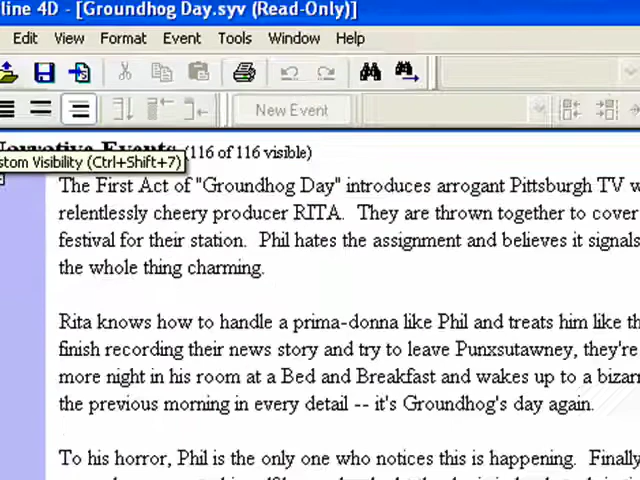 line 4D - [Groundhog Day.syv (Read-Only)]
Edit View Format Event Tools Window Help
New Event
Narrative Events (116 of 116 visible)
stom Visibility (Ctrl+Shift+7)
The First Act of "Groundhog Day" introduces arrogant Pittsburgh TV w
relentlessly cheery producer RITA. They are thrown together to cover
festival for their station. Phil hates the assignment and believes it signals
the whole thing charming.
Rita knows how to handle a prima-donna like Phil and treats him like th
finish recording their news story and try to leave Punxsutawney, they're
more night in his room at a Bed and Breakfast and wakes up to a bizar
the previous morning in every detail -- it's Groundhog's day again.
To his horror, Phil is the only one who notices this is happening. Finally